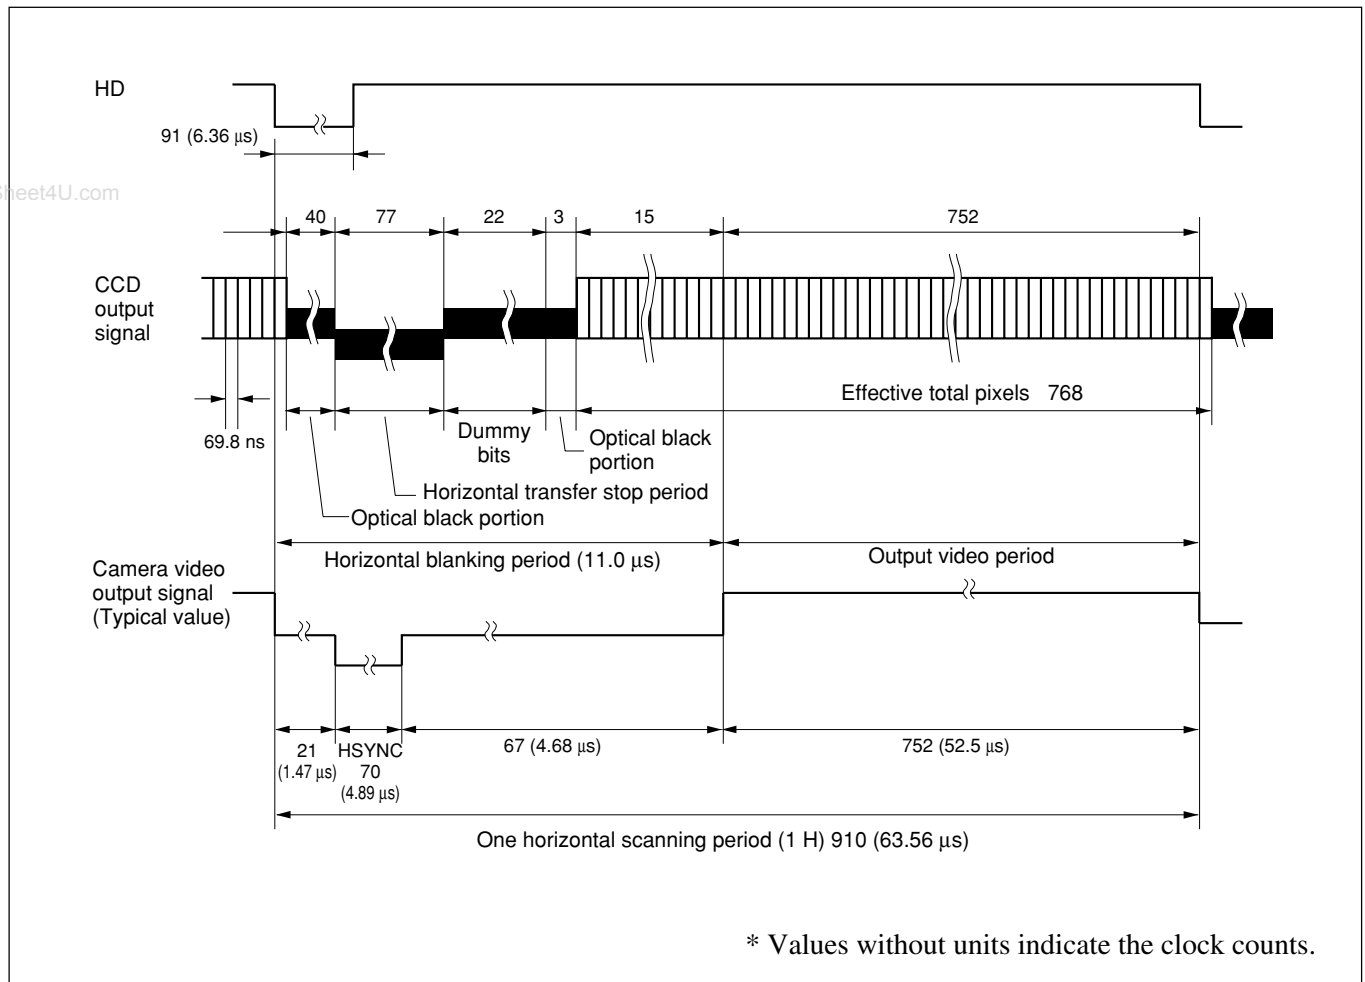 HD
91 (6.36 μs)
Sheet4U.com
40 77 22 3 15 752
CCD
output
signal
Effective total pixels 768
69.8 ns
Dummy
bits
Optical black
portion
Horizontal transfer stop period
Optical black portion
Horizontal blanking period (11.0 μs)
Output video period
Camera video
output signal
(Typical value)
21
(1.47 μs)
HSYNC
70
(4.89 μs)
67 (4.68 μs)
752 (52.5 μs)
One horizontal scanning period (1 H) 910 (63.56 μs)
* Values without units indicate the clock counts.